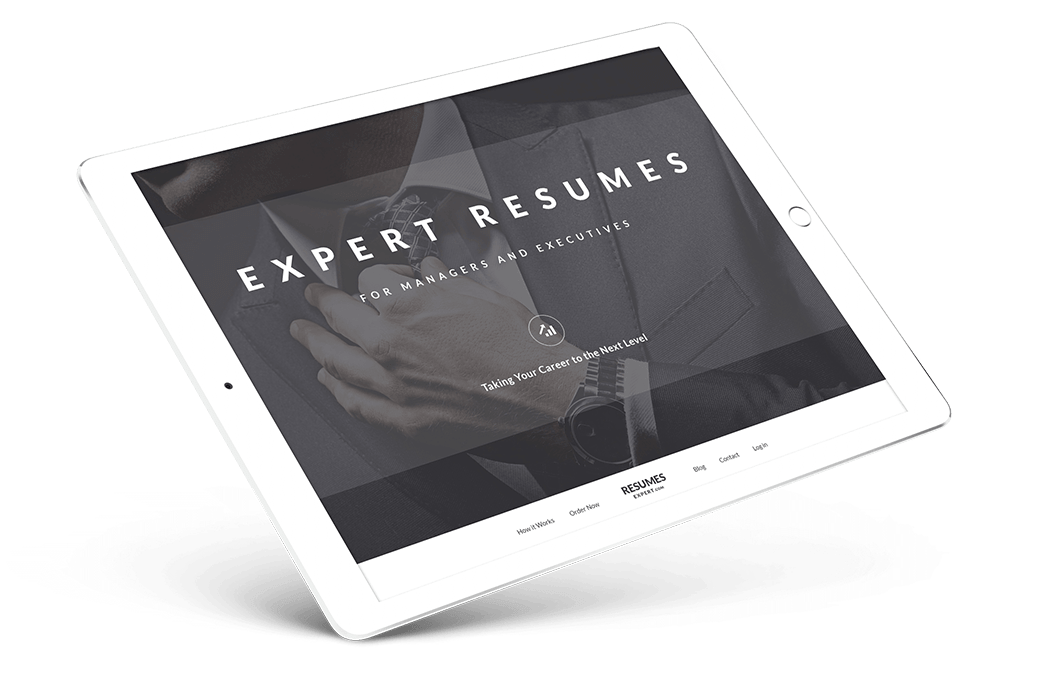 EXPERT RESUMES
FOR MANAGERS AND EXECUTIVES
Taking Your Career to the Next Level
How it Works
Order Now
RESUMES
EXPERT.COM
Blog
Contact
Log in